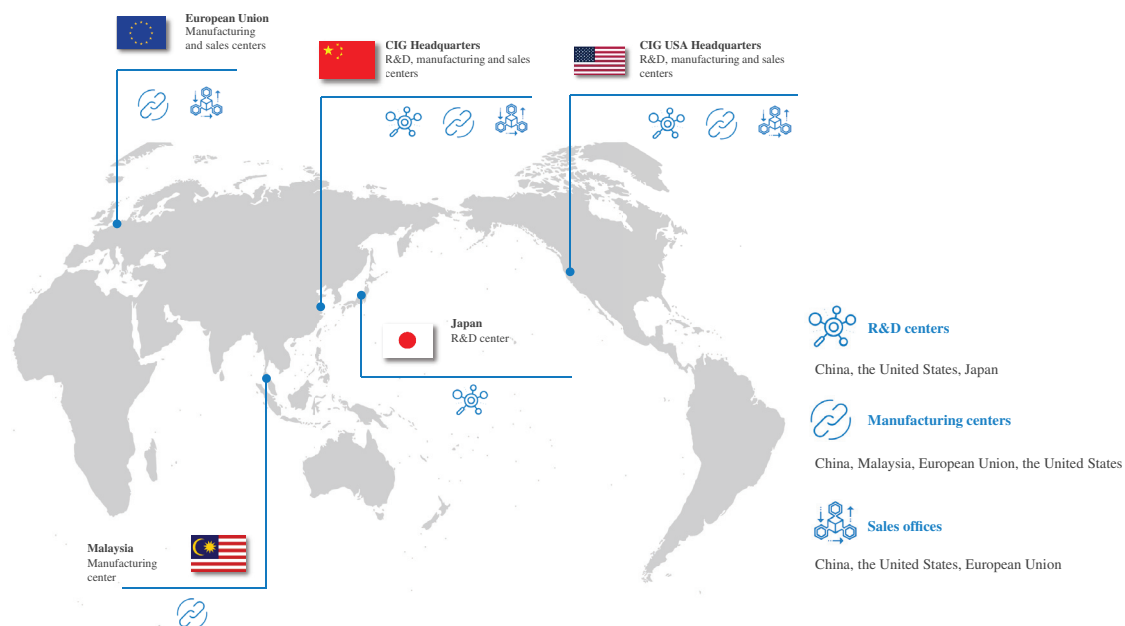 European Union
Manufacturing
and sales centers
CIG Headquarters
R&D, manufacturing and sales
centers
CIG USA Headquarters
R&D, manufacturing and sales
centers
Japan
R&D center
Malaysia
Manufacturing
center
R&D centers
China, the United States, Japan
Manufacturing centers
China, Malaysia, European Union, the United States
Sales offices
China, the United States, European Union